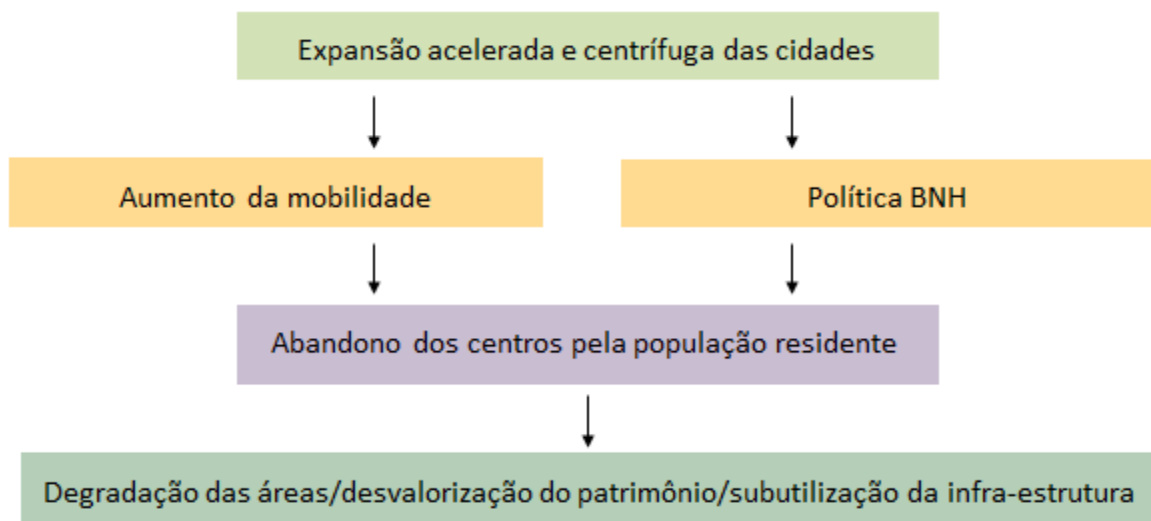 Expansão acelerada e centrífuga das cidades
Aumento da mobilidade
Política BNH
Abandono dos centros pela população residente
Degradação das áreas/desvalorização do patrimônio/subutilização da infra-estrutura